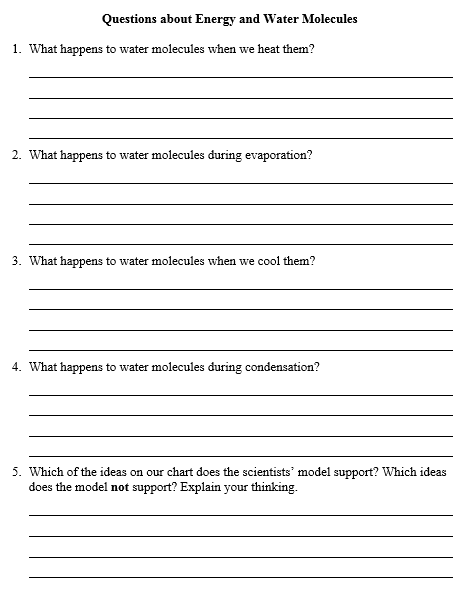 Questions about Energy and Water Molecules
1. What happens to water molecules when we heat them?
2. What happens to water molecules during evaporation?
3. What happens to water molecules when we cool them?
4. What happens to water molecules during condensation?
5. Which of the ideas on our chart does the scientists’ model support? Which ideas
does the model not support? Explain your thinking.